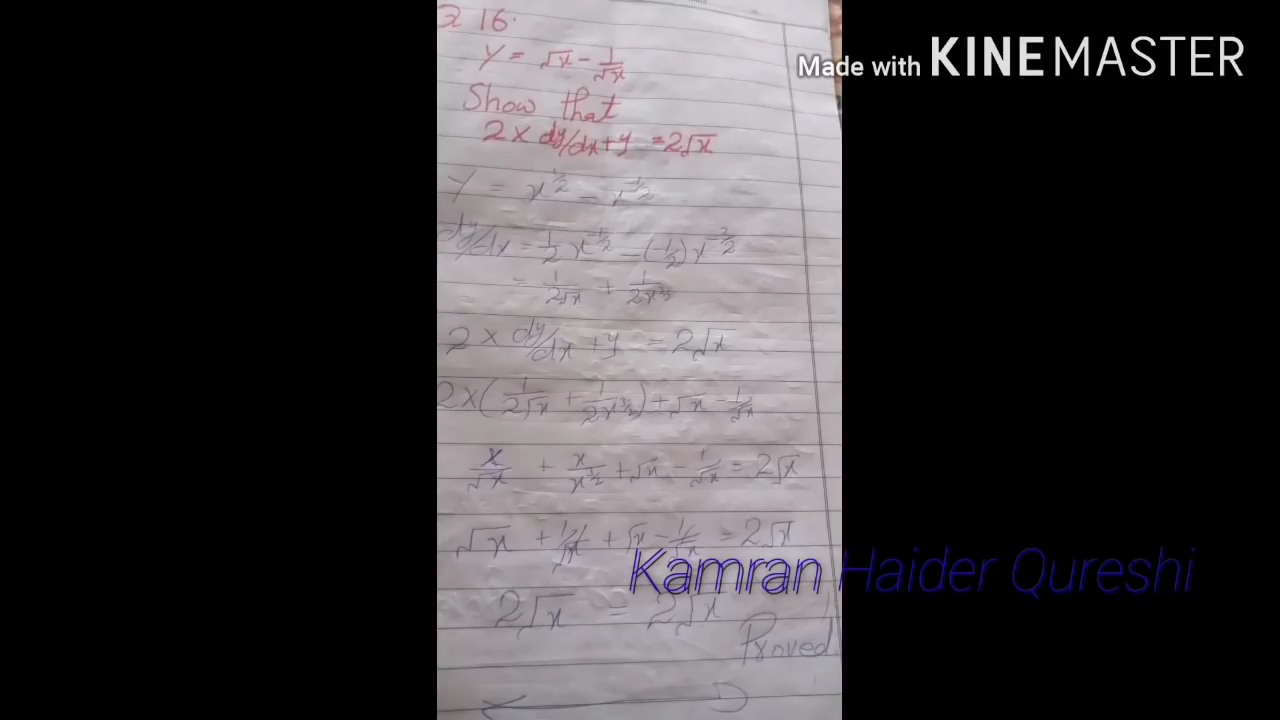 Q 16.
Made with KINEMASTER
Y = √x - 1/√x
Show that
2x dy/dx + y = 2√x
Y = x^1/2 - x^-1/2
dy/dx = 1/2 x^-1/2 - (-1/2) x^-3/2
= 1/2√x + 1/2x^3/2
2x dy/dx + y = 2√x
2x ( 1/2√x + 1/2x^3/2 ) + √x - 1/√x
x/√x + x/x^3/2 + √x - 1/√x = 2√x
√x + 1/√x + √x - 1/√x = 2√x
Kamran Haider Qureshi
2√x = 2√x
Proved